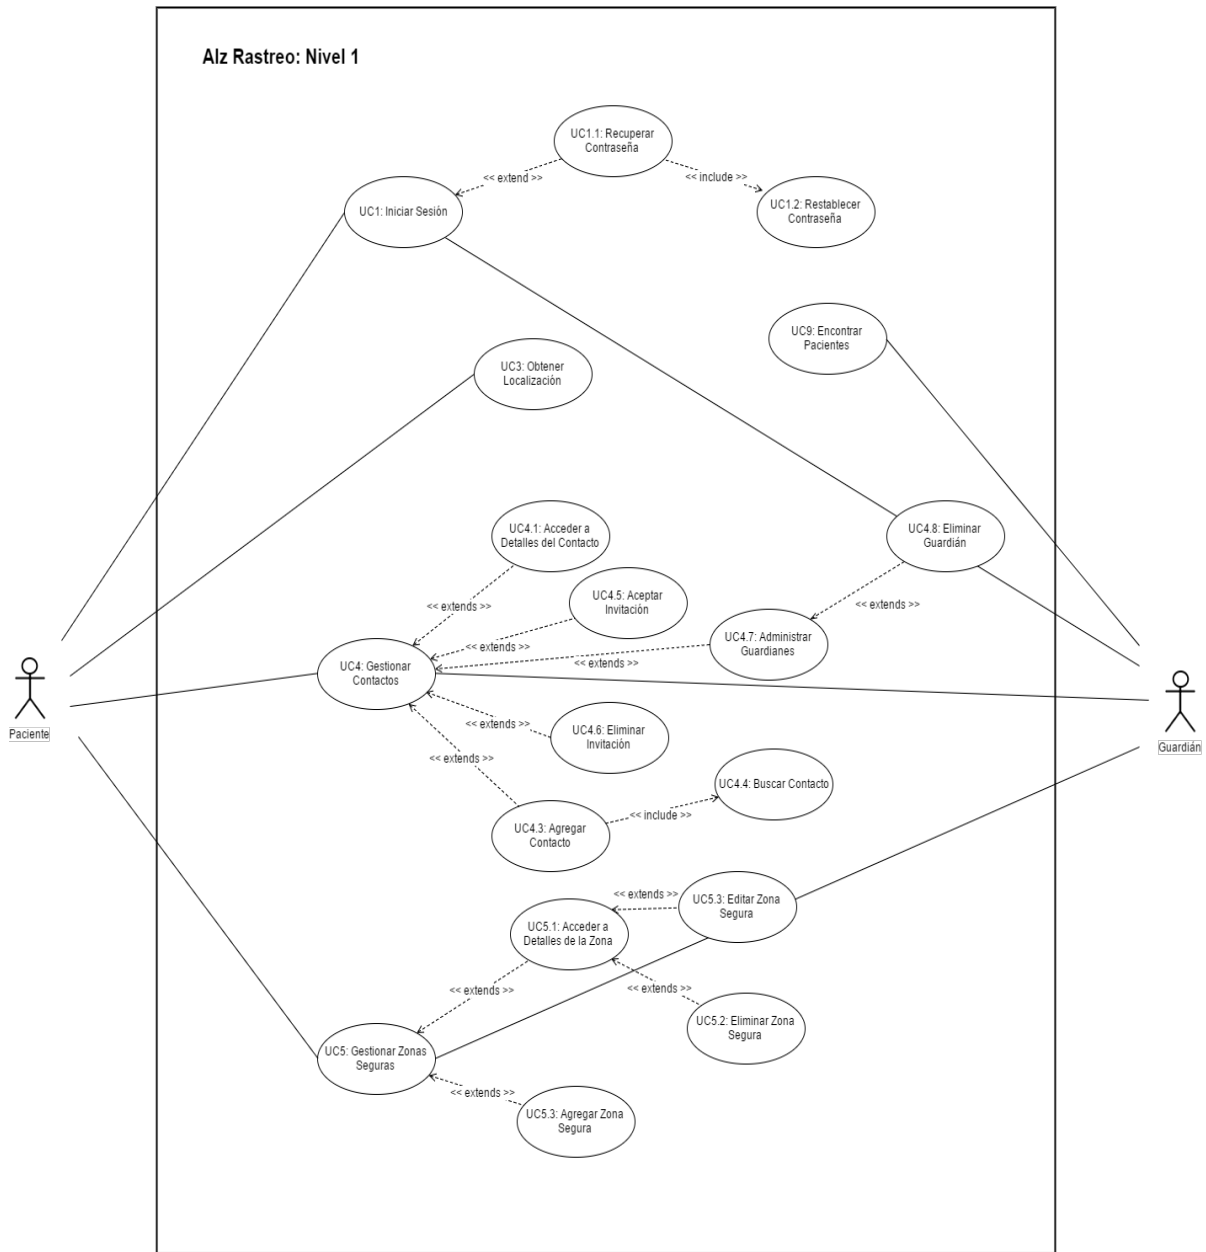 Alz Rastreo: Nivel 1
UC1.1: Recuperar
Contraseña
<< extend >>
<< include >>
UC1: Iniciar Sesión
UC1.2: Restablecer
Contraseña
UC9: Encontrar
Pacientes
UC3: Obtener
Localización
UC4.1: Acceder a
Detalles del Contacto
UC4.8: Eliminar
Guardián
<< extends >>
UC4.5: Aceptar
Invitación
<< extends >>
UC4.7: Administrar
Guardianes
<< extends >>
<< extends >>
UC4: Gestionar
Contactos
Paciente
Guardián
<< extends >>
UC4.6: Eliminar
Invitación
<< extends >>
UC4.4: Buscar Contacto
<< include >>
UC4.3: Agregar
Contacto
<< extends >>
UC5.3: Editar Zona
Segura
UC5.1: Acceder a
Detalles de la Zona
<< extends >>
<< extends >>
UC5.2: Eliminar Zona
Segura
UC5: Gestionar Zonas
Seguras
<< extends >>
UC5.3: Agregar Zona
Segura